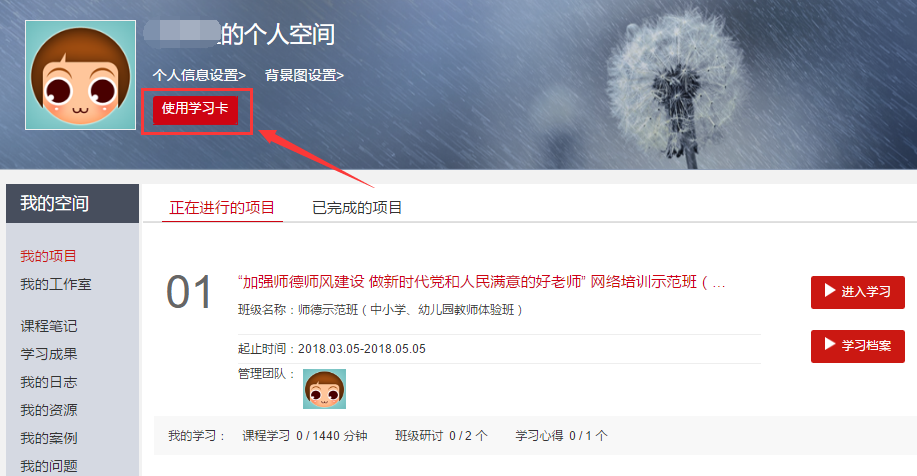 的个人空间
个人信息设置> 背景图设置>
使用学习卡
我的空间
正在进行的项目 已完成的项目
我的项目
我的工作室
课程笔记
学习成果
我的日志
我的资源
我的案例
我的问题
01
“加强师德师风建设 做新时代党和人民满意的好老师” 网络培训示范班（...
班级名称：师德示范班（中小学、幼儿园教师体验班）
进入学习
起止时间：2018.03.05-2018.05.05
学习档案
管理团队：
我的学习： 课程学习 0 / 1440 分钟 班级研讨 0 / 2 个 学习心得 0 / 1 个